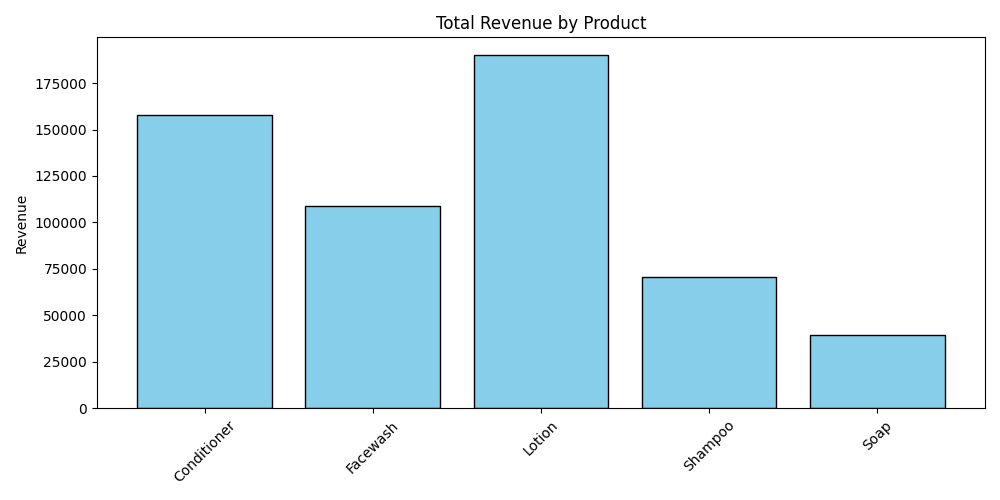 Total Revenue by Product
Revenue
175000
150000
125000
100000
75000
50000
25000
0
Conditioner
Facewash
Lotion
Shampoo
Soap